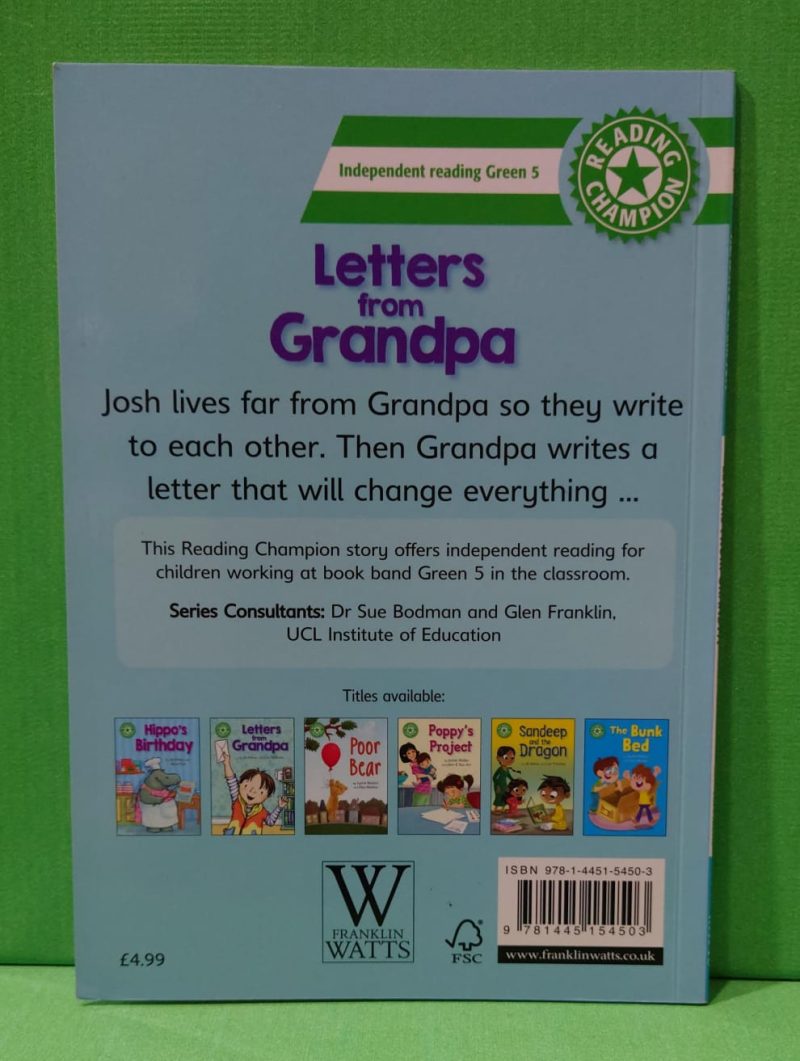 Independent reading Green 5
READING
CHAMPION
Letters
from
Grandpa
Josh lives far from Grandpa so they write
to each other. Then Grandpa writes a
letter that will change everything ...
This Reading Champion story offers independent reading for
children working at book band Green 5 in the classroom.
Series Consultants: Dr Sue Bodman and Glen Franklin,
UCL Institute of Education
Titles available:
Hippo's
Birthday
Letters
from
Grandpa
Poor
Bear
Poppy's
Project
Sandeep
and the
Dragon
The Bunk
Bed
W
FRANKLIN
WATTS
FSC
ISBN 978-1-4451-5450-3
9 781445 154503
www.franklinwatts.co.uk
£4.99